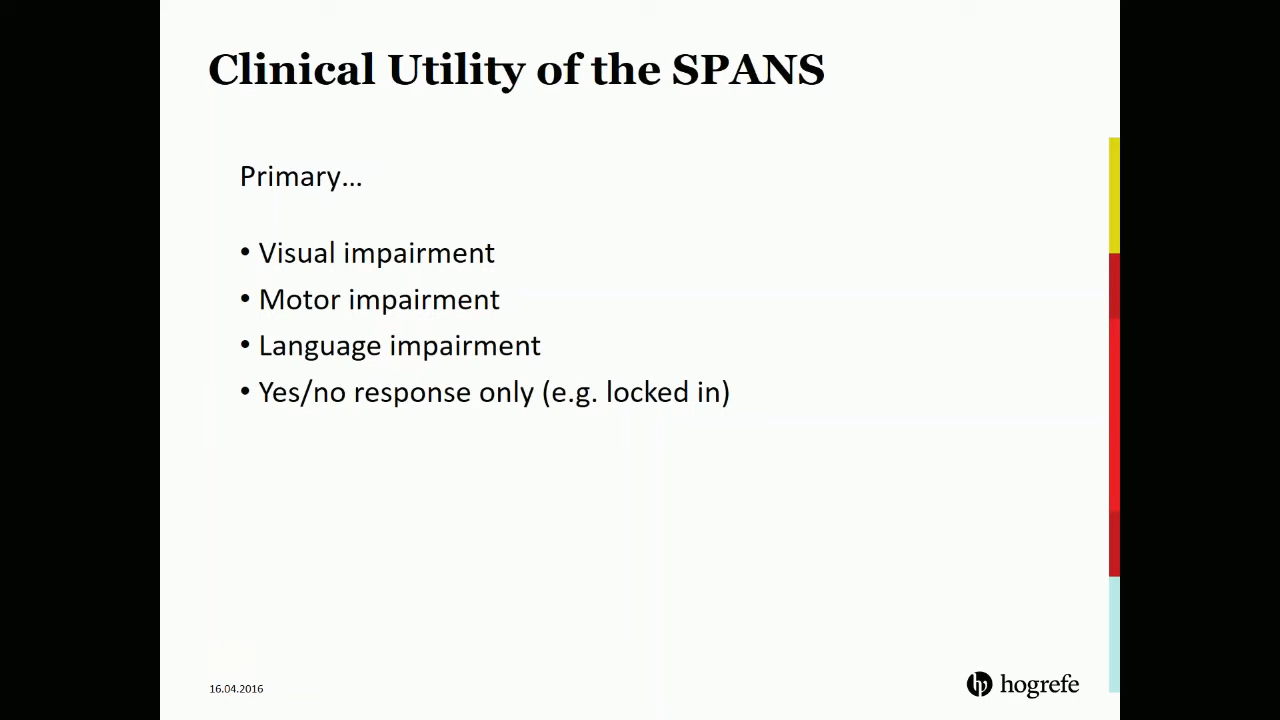 Clinical Utility of the SPANS
Primary...
• Visual impairment
• Motor impairment
• Language impairment
• Yes/no response only (e.g. locked in)
16.04.2016
hogrefe